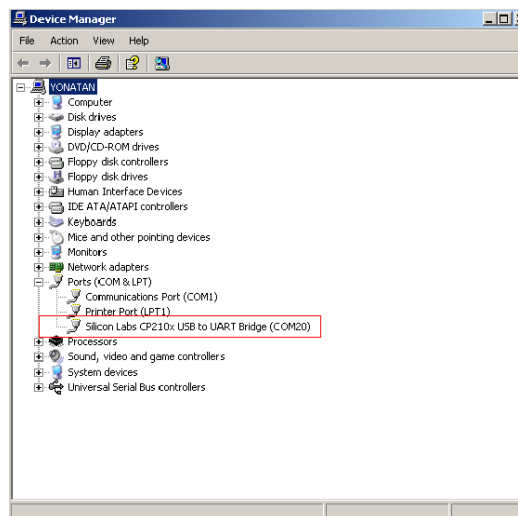 Device Manager
File Action View Help
YONATAN
Computer
Disk drives
Display adapters
DVD/CD-ROM drives
Floppy disk controllers
Floppy disk drives
Human Interface Devices
IDE ATA/ATAPI controllers
Keyboards
Mice and other pointing devices
Monitors
Network adapters
Ports (COM & LPT)
Communications Port (COM1)
Printer Port (LPT1)
Silicon Labs CP210x USB to UART Bridge (COM20)
Processors
Sound, video and game controllers
System devices
Universal Serial Bus controllers